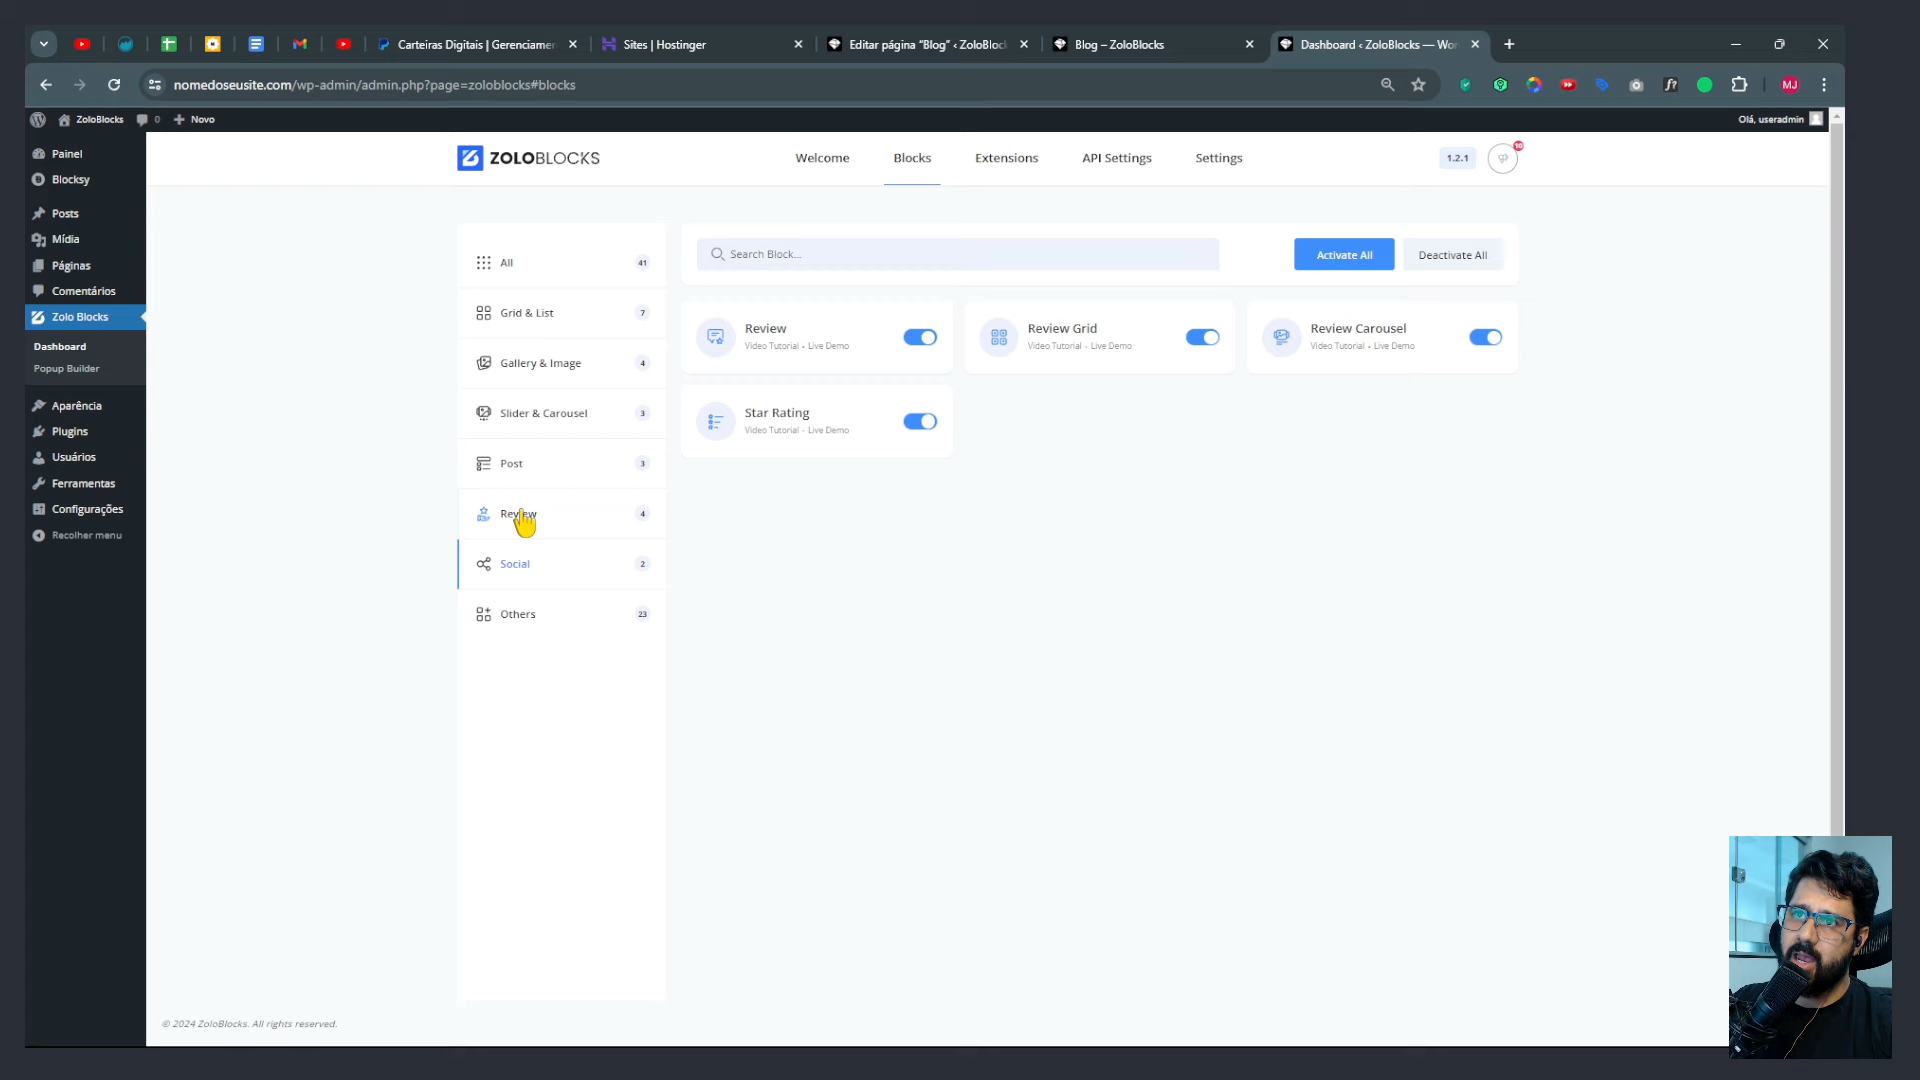 Carteiras Digitais | Gerenciamen
Sites | Hostinger
Editar página “Blog” ‹ ZoloBlock
Blog – ZoloBlocks
Dashboard ‹ ZoloBlocks — Wor
nomedoseusite.com/wp-admin/admin.php?page=zoloblocks#blocks
f?
MJ
ZoloBlocks
0
Novo
Olá, useradmin
Painel
Blocksy
Posts
Mídia
Páginas
Comentários
Zolo Blocks
Dashboard
Popup Builder
Aparência
Plugins
Usuários
Ferramentas
Configurações
Recolher menu
ZOLOBLOCKS
Welcome
Blocks
Extensions
API Settings
Settings
1.2.1
10
All 41
Grid & List 7
Gallery & Image 4
Slider & Carousel 3
Post 3
Review 4
Social 2
Others 23
Search Block...
Activate All
Deactivate All
Review
Video Tutorial • Live Demo
Review Grid
Video Tutorial • Live Demo
Review Carousel
Video Tutorial • Live Demo
Star Rating
Video Tutorial • Live Demo
© 2024 ZoloBlocks. All rights reserved.